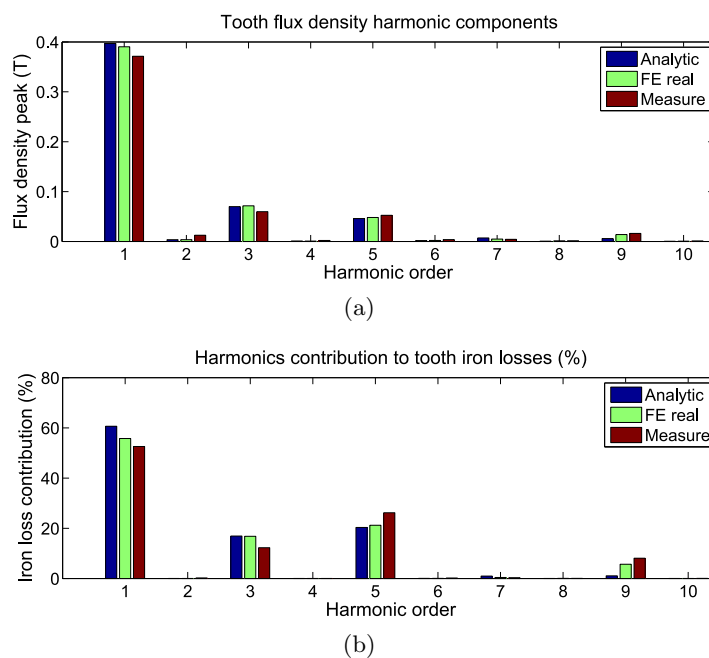 Tooth flux density harmonic components
Flux density peak (T)
0.4
0.3
0.2
0.1
0
Analytic
FE real
Measure
1 2 3 4 5 6 7 8 9 10
Harmonic order
(a)
Harmonics contribution to tooth iron losses (%)
Iron loss contribution (%)
80
60
40
20
0
Analytic
FE real
Measure
1 2 3 4 5 6 7 8 9 10
Harmonic order
(b)